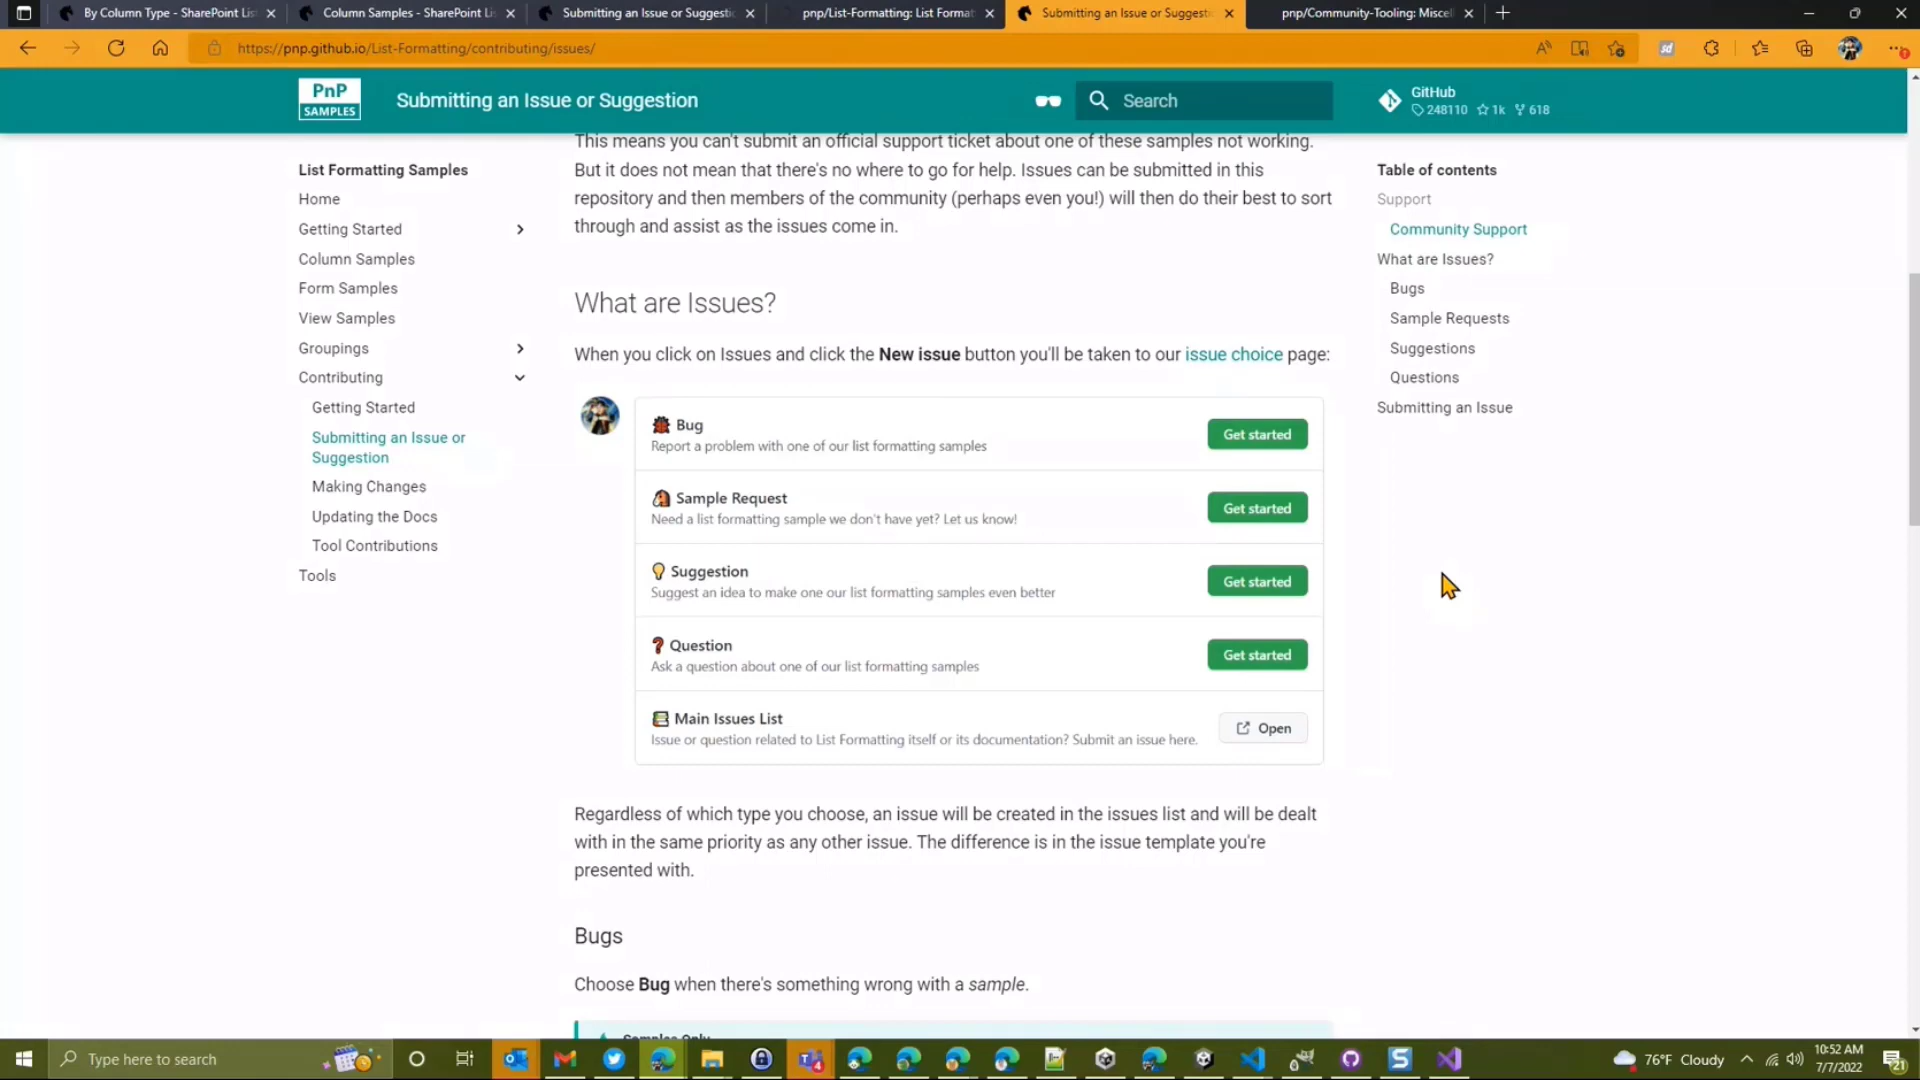 By Column Type - SharePoint Lis
Column Samples - SharePoint Li
Submitting an Issue or Suggestic
pnp/List-Formatting: List Format
Submitting an Issue or Suggestic
pnp/Community-Tooling: Miscel
https://pnp.github.io/List-Formatting/contributing/issues/
PnP
SAMPLES
Submitting an Issue or Suggestion
Search
GitHub
248110 1k 618
List Formatting Samples
Home
Getting Started
Column Samples
Form Samples
View Samples
Groupings
Contributing
Getting Started
Submitting an Issue or
Suggestion
Making Changes
Updating the Docs
Tool Contributions
Tools
This means you can't submit an official support ticket about one of these samples not working.
But it does not mean that there's no where to go for help. Issues can be submitted in this
repository and then members of the community (perhaps even you!) will then do their best to sort
through and assist as the issues come in.
What are Issues?
When you click on Issues and click the New issue button you'll be taken to our issue choice page:
Bug
Report a problem with one of our list formatting samples
Get started
Sample Request
Need a list formatting sample we don't have yet? Let us know!
Get started
Suggestion
Suggest an idea to make one our list formatting samples even better
Get started
Question
Ask a question about one of our list formatting samples
Get started
Main Issues List
Issue or question related to List Formatting itself or its documentation? Submit an issue here.
Open
Regardless of which type you choose, an issue will be created in the issues list and will be dealt
with in the same priority as any other issue. The difference is in the issue template you're
presented with.
Bugs
Choose Bug when there's something wrong with a sample.
Samples Only
Table of contents
Support
Community Support
What are Issues?
Bugs
Sample Requests
Suggestions
Questions
Submitting an Issue
Type here to search
76°F Cloudy
10:52 AM
7/7/2022
21